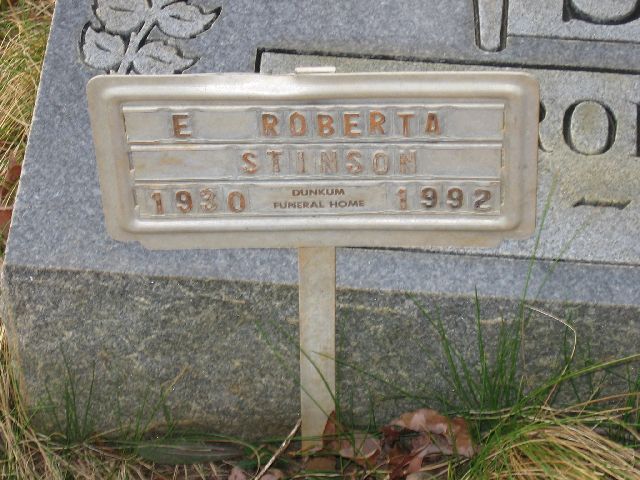 E ROBERTA
STINSON
1930 DUNKUM FUNERAL HOME 1992